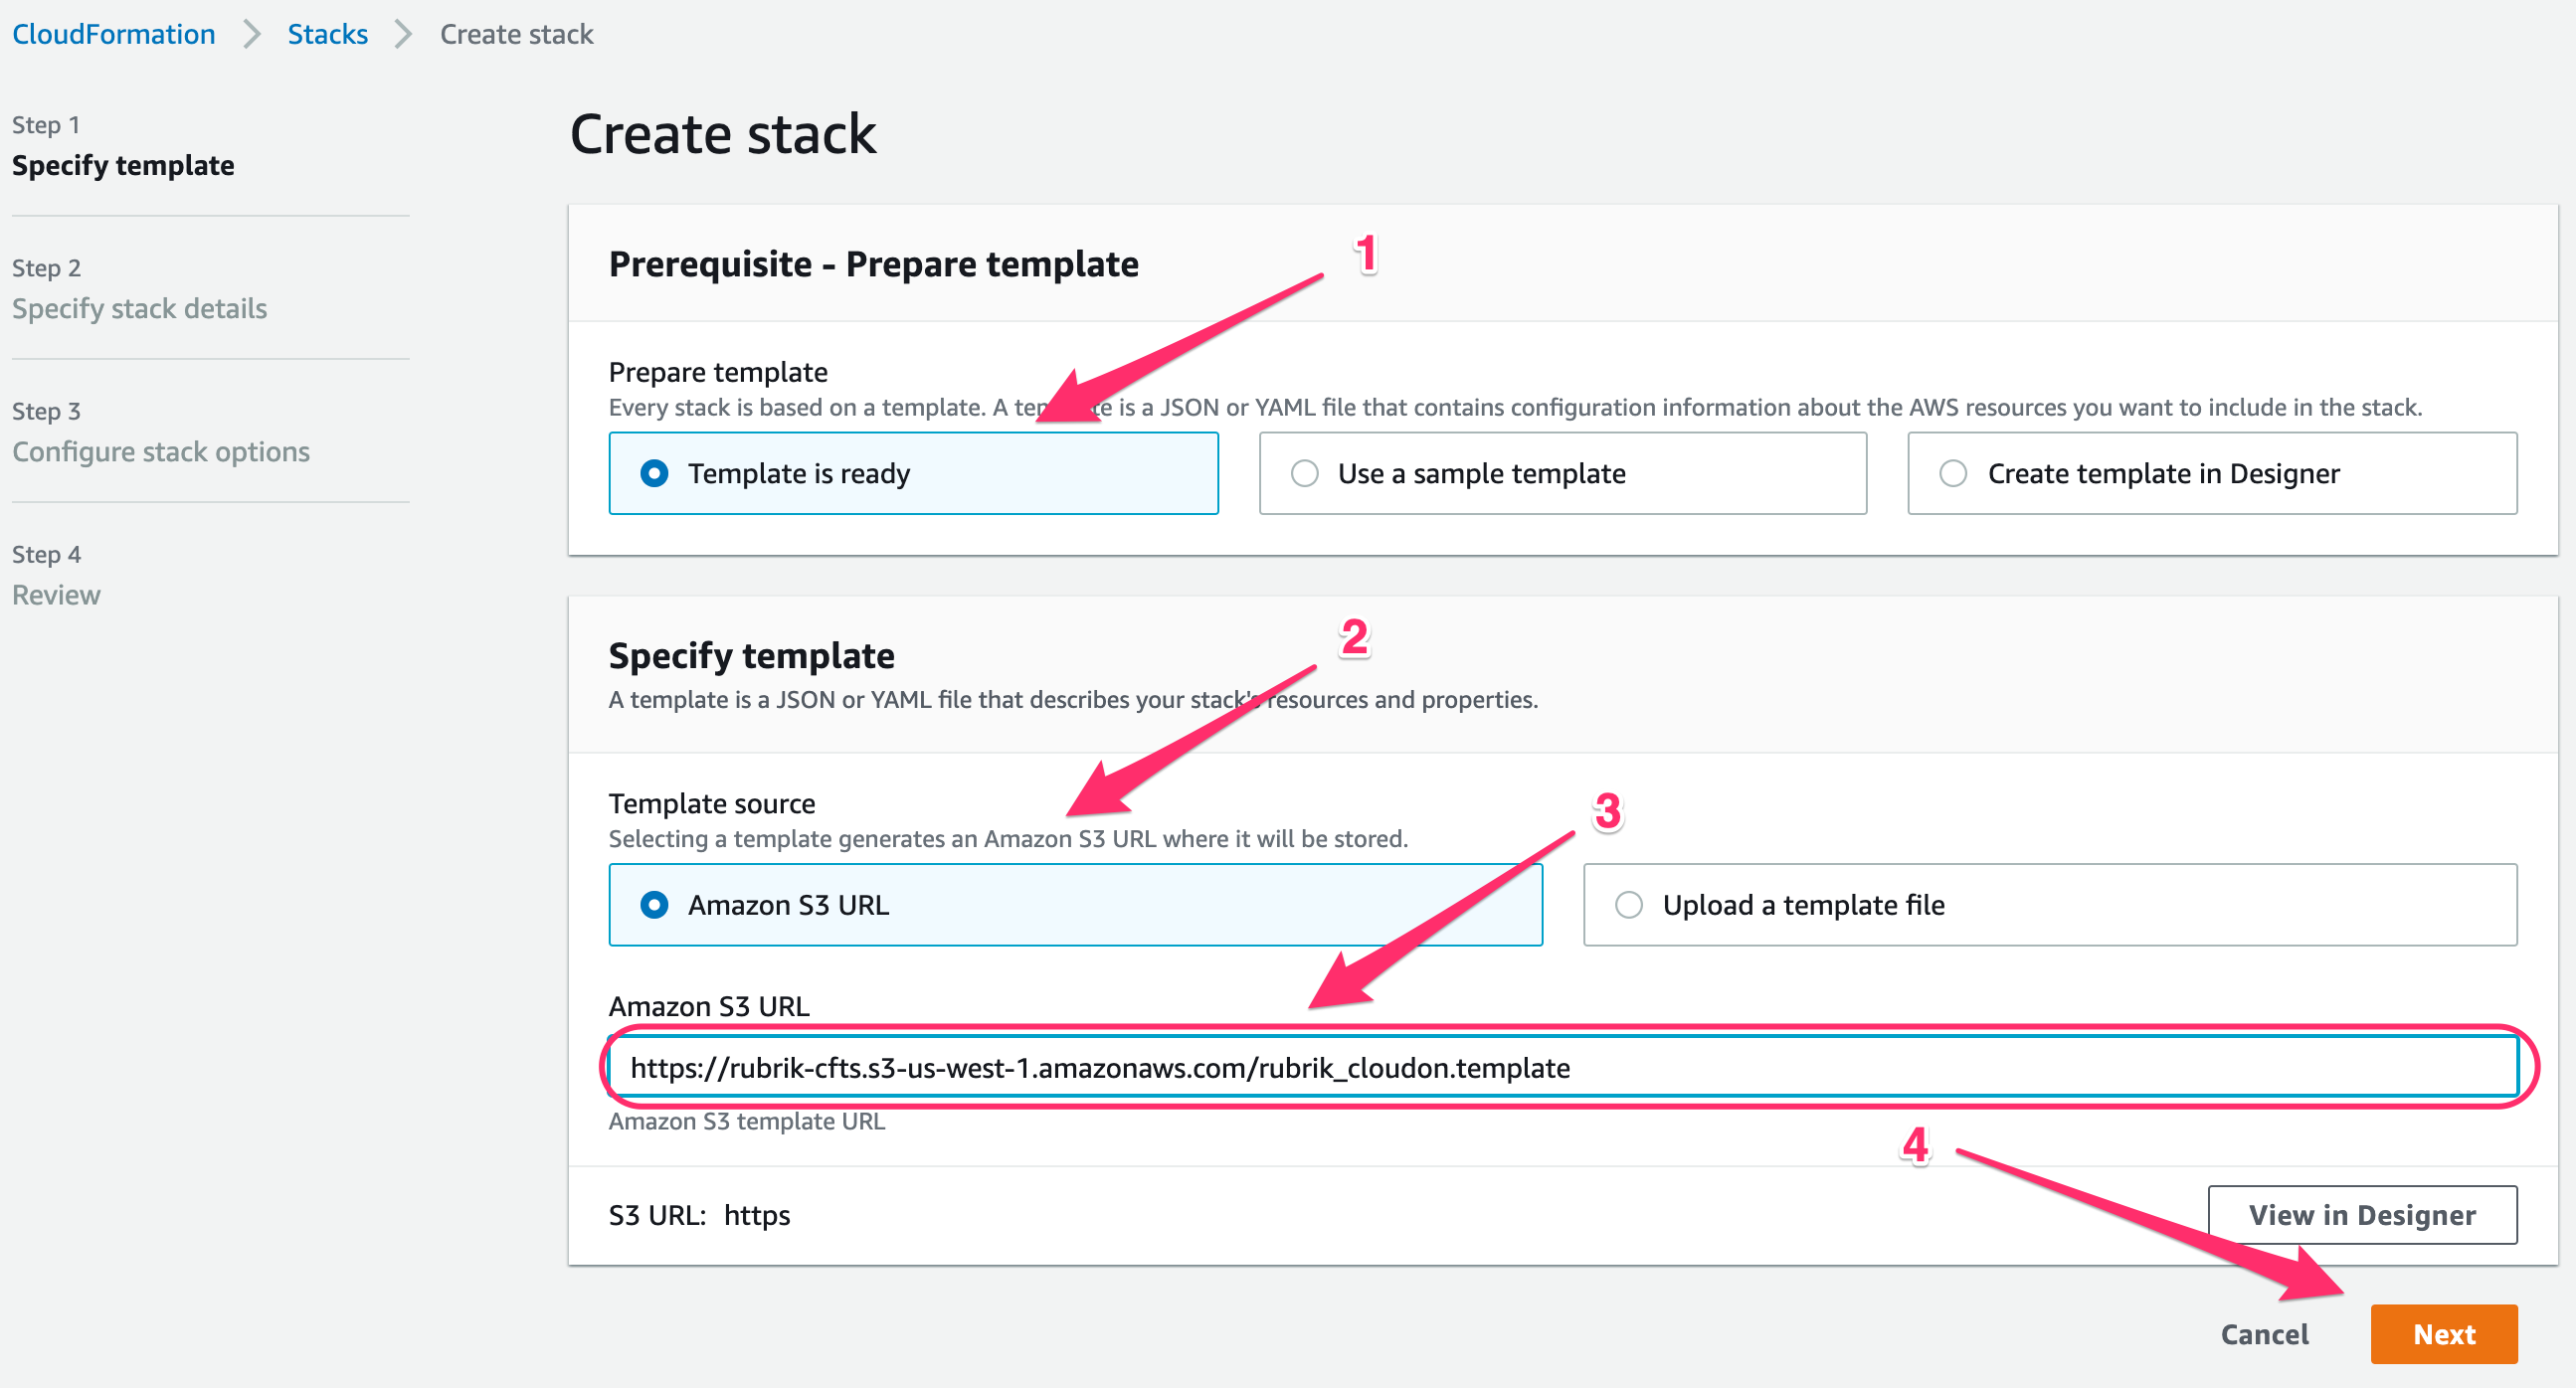 CloudFormation > Stacks > Create stack
Step 1
Specify template
Step 2
Specify stack details
Step 3
Configure stack options
Step 4
Review
Create stack
Prerequisite - Prepare template
1
Prepare template
Every stack is based on a template. A template is a JSON or YAML file that contains configuration information about the AWS resources you want to include in the stack.
Template is ready
Use a sample template
Create template in Designer
Specify template
2
A template is a JSON or YAML file that describes your stack's resources and properties.
Template source
3
Selecting a template generates an Amazon S3 URL where it will be stored.
Amazon S3 URL
Upload a template file
Amazon S3 URL
https://rubrik-cfts.s3-us-west-1.amazonaws.com/rubrik_cloudon.template
Amazon S3 template URL
4
S3 URL: https
View in Designer
Cancel
Next